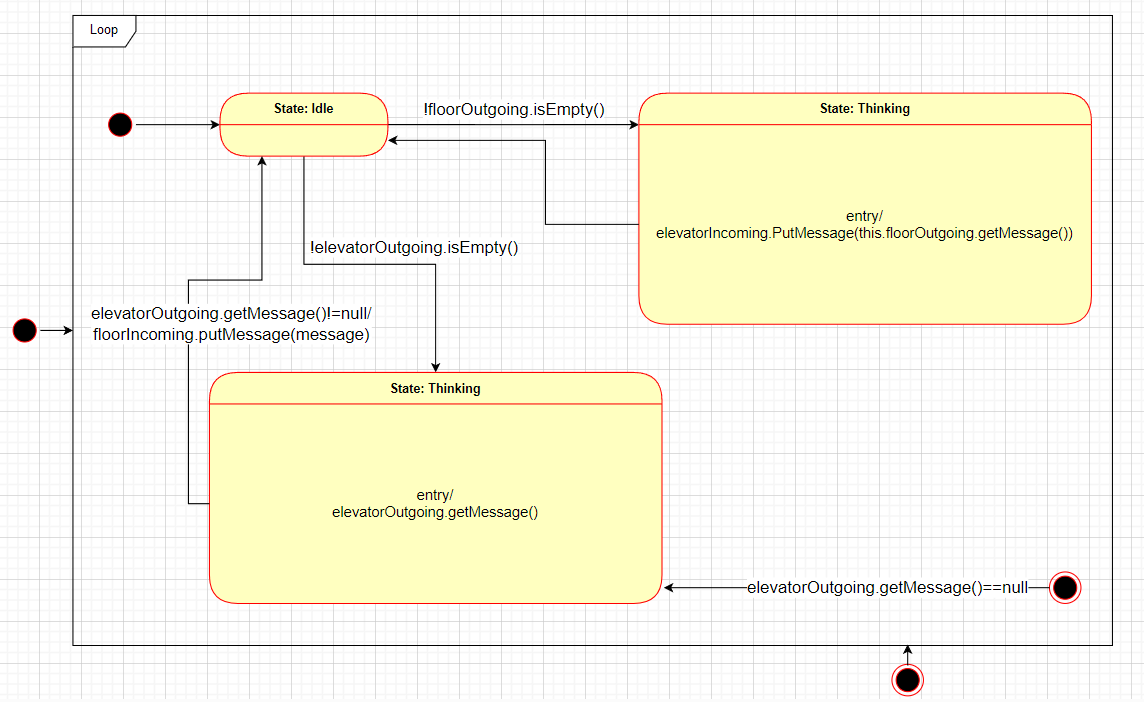 Loop
State: Idle
!floorOutgoing.isEmpty()
State: Thinking
entry/
elevatorIncoming.PutMessage(this.floorOutgoing.getMessage())
!elevatorOutgoing.isEmpty()
elevatorOutgoing.getMessage()!=null/
floorIncoming.putMessage(message)
State: Thinking
entry/
elevatorOutgoing.getMessage()
elevatorOutgoing.getMessage()==null